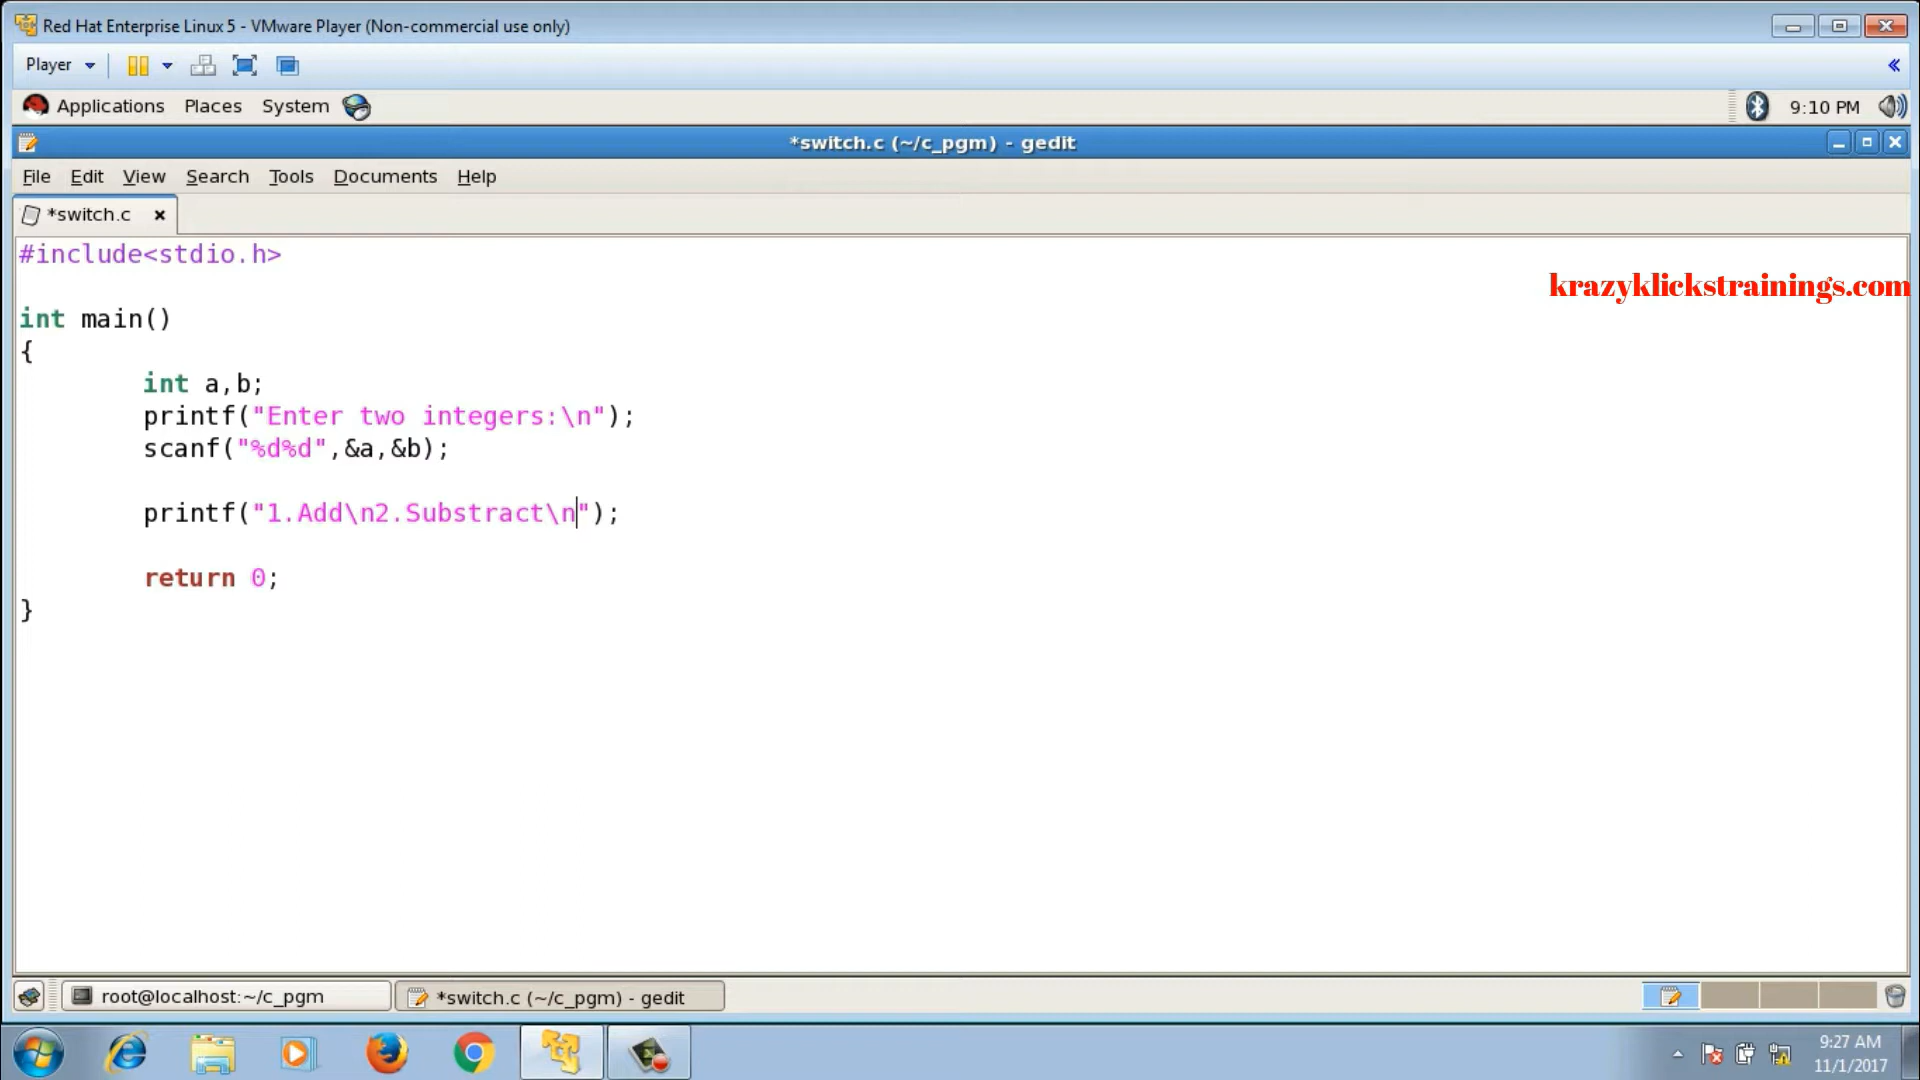 Red Hat Enterprise Linux 5 - VMware Player (Non-commercial use only)
Player
Applications Places System
9:10 PM
*switch.c (~/c_pgm) - gedit
File Edit View Search Tools Documents Help
*switch.c
#include<stdio.h>
krazyklickstrainings.com
int main()
{
int a,b;
printf("Enter two integers:\n");
scanf("%d%d",&a,&b);
printf("1.Add\n2.Substract\n");
return 0;
}
root@localhost:~/c_pgm
*switch.c (~/c_pgm) - gedit
9:27 AM
11/1/2017